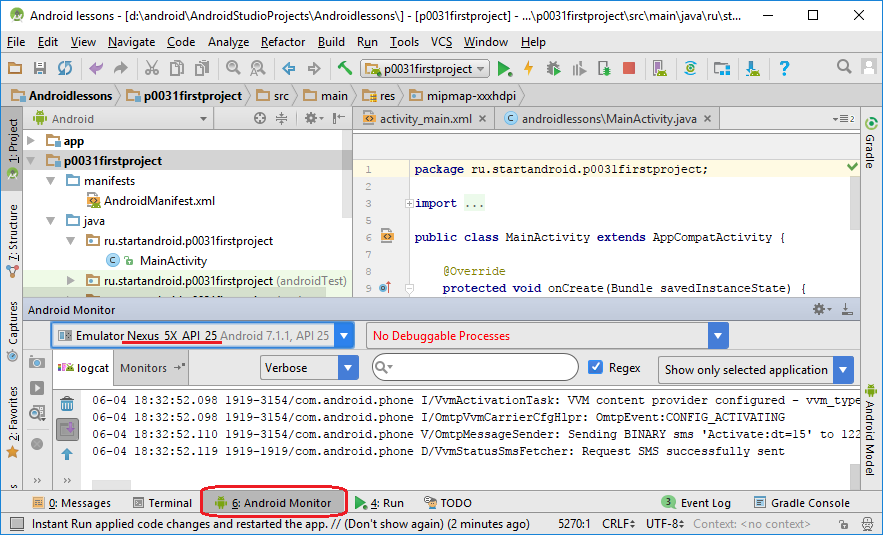 Android lessons - [d:\android\AndroidStudioProjects\Androidlessons\] - [p0031firstproject] - ...\p0031firstproject\src\main\java\ru\st...
File Edit View Navigate Code Analyze Refactor Build Run Tools VCS Window Help
p0031firstproject
Androidlessons p0031firstproject src main res mipmap-xxxhdpi
1: Project
7: Structure
Captures
2: Favorites
Android
app
p0031firstproject
manifests
AndroidManifest.xml
java
ru.startandroid.p0031firstproject
MainActivity
ru.startandroid.p0031firstproject (androidTest)
activity_main.xml androidlessons\MainActivity.java 2
1 package ru.startandroid.p0031firstproject;
2
3 import ...
5
6 public class MainActivity extends AppCompatActivity {
7
8 @Override
9 protected void onCreate(Bundle savedInstanceState) {
Gradle
Android Model
Android Monitor
Emulator Nexus_5X_API_25 Android 7.1.1, API 25 No Debuggable Processes
logcat Monitors Verbose Regex Show only selected application
06-04 18:32:52.098 1919-3154/com.android.phone I/VvmActivationTask: VVM content provider configured - vvm_type
06-04 18:32:52.098 1919-3154/com.android.phone I/OmtpVvmCarrierCfgHlpr: OmtpEvent:CONFIG_ACTIVATING
06-04 18:32:52.110 1919-3154/com.android.phone V/OmtpMessageSender: Sending BINARY sms 'Activate:dt=15' to 122
06-04 18:32:52.119 1919-1919/com.android.phone D/VvmStatusSmsFetcher: Request SMS successfully sent
0: Messages Terminal 6: Android Monitor 4: Run TODO 3 Event Log Gradle Console
Instant Run applied code changes and restarted the app. // (Don't show again) (2 minutes ago) 5270:1 CRLF UTF-8 Context: <no context>